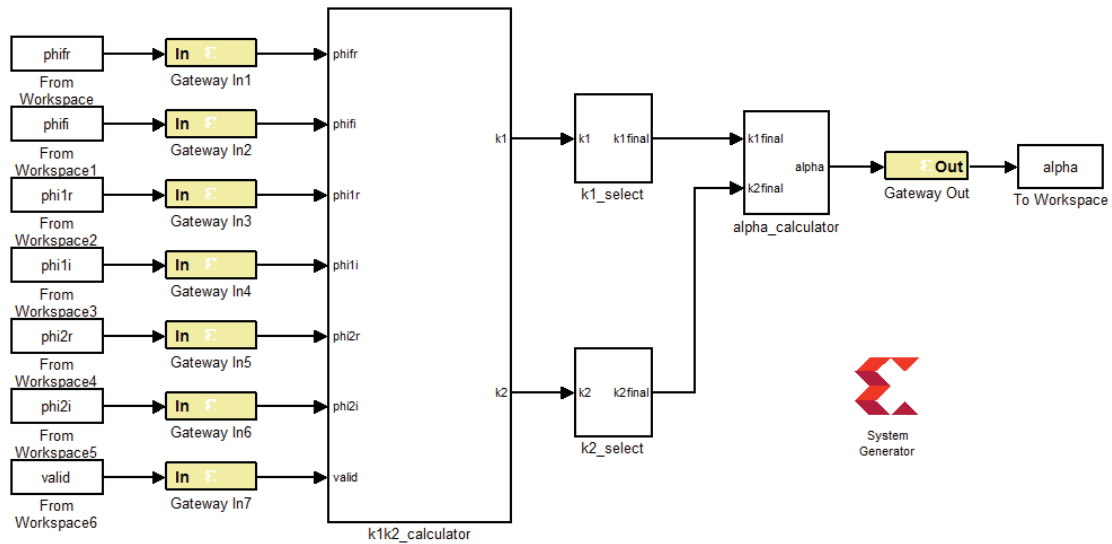 phifr
From
Workspace
In
Gateway In1
phifr
phifi
From
Workspace1
In
Gateway In2
phifi
phi1r
From
Workspace2
In
Gateway In3
phi1r
phi1i
From
Workspace3
In
Gateway In4
phi1i
phi2r
From
Workspace4
In
Gateway In5
phi2r
phi2i
From
Workspace5
In
Gateway In6
phi2i
valid
From
Workspace6
In
Gateway In7
valid
k1
k2
k1k2_calculator
k1 k1final
k1_select
k2 k2final
k2_select
k1final
k2final
alpha
alpha_calculator
Out
Gateway Out
alpha
To Workspace
System
Generator